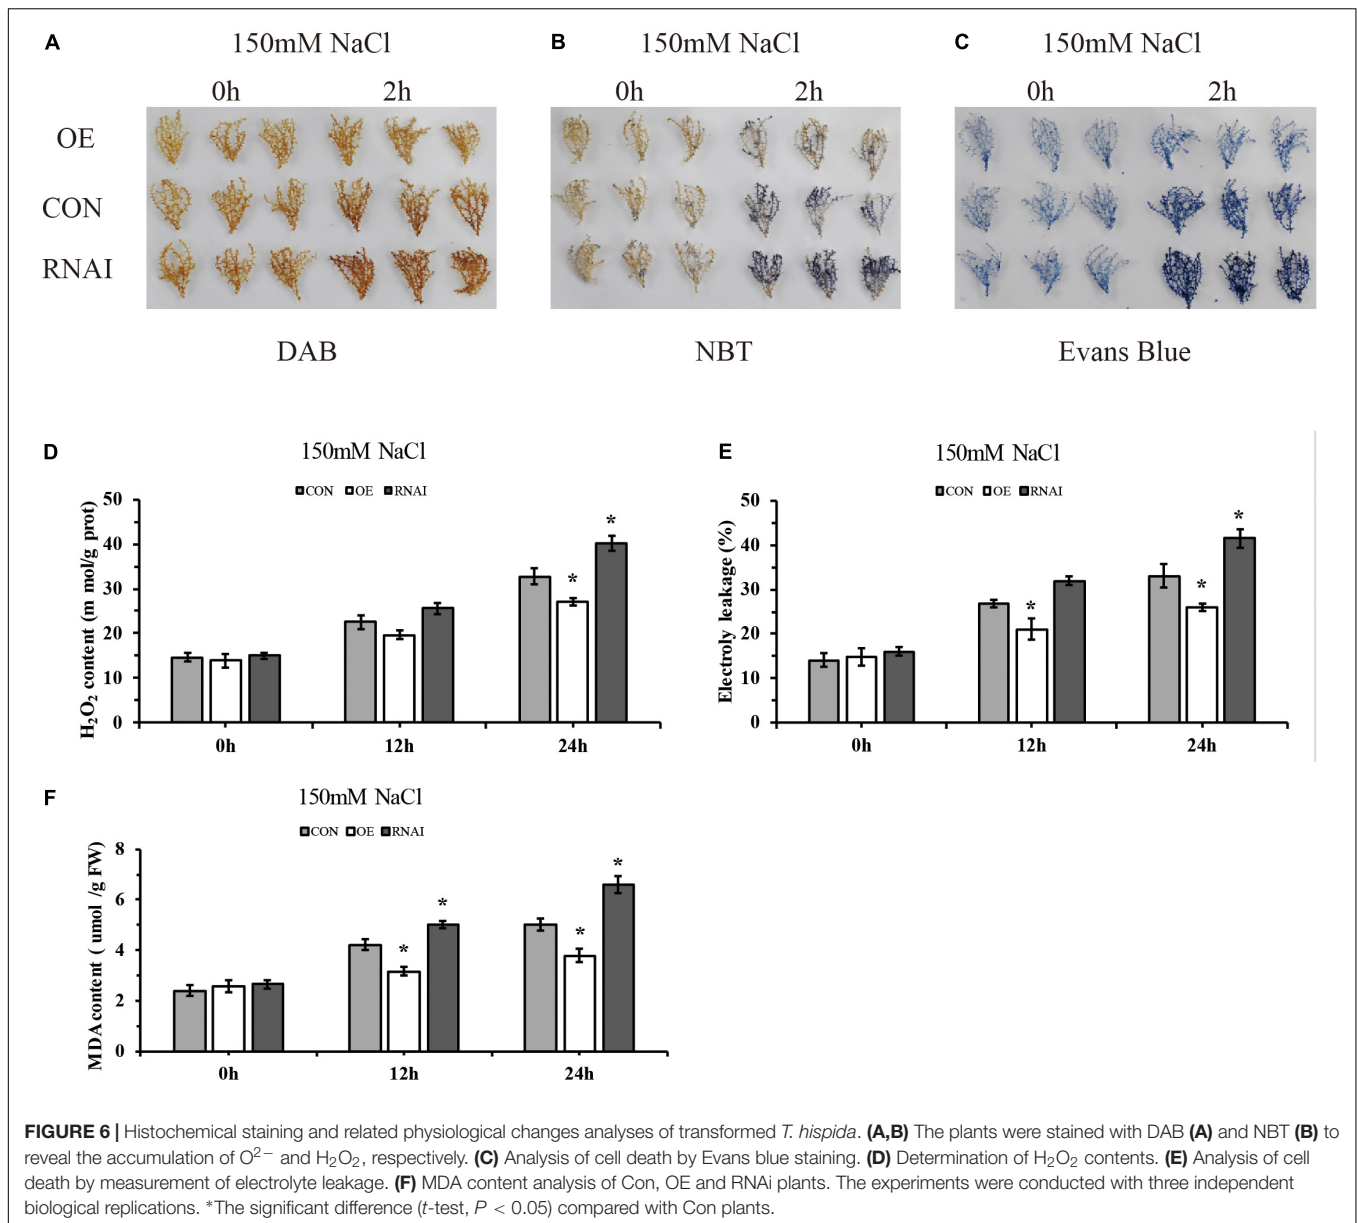 A
150mM NaCl
0h 2h
OE
CON
RNAI
DAB
B
150mM NaCl
0h 2h
NBT
C
150mM NaCl
0h 2h
Evans Blue
D
150mM NaCl
CON OE RNAI
H₂O₂ content (m mol/g prot)
50
40
30
20
10
0
* *
0h 12h 24h
E
150mM NaCl
CON OE RNAI
Electroly leakage (%)
50
40
30
20
10
0
* * *
0h 12h 24h
F
150mM NaCl
CON OE RNAI
MDAcontent ( umol /g FW)
8
6
4
2
0
* * * *
0h 12h 24h
FIGURE 6 | Histochemical staining and related physiological changes analyses of transformed T. hispida. (A,B) The plants were stained with DAB (A) and NBT (B) to
reveal the accumulation of O²⁻ and H₂O₂, respectively. (C) Analysis of cell death by Evans blue staining. (D) Determination of H₂O₂ contents. (E) Analysis of cell
death by measurement of electrolyte leakage. (F) MDA content analysis of Con, OE and RNAi plants. The experiments were conducted with three independent
biological replications. *The significant difference (t-test, P < 0.05) compared with Con plants.